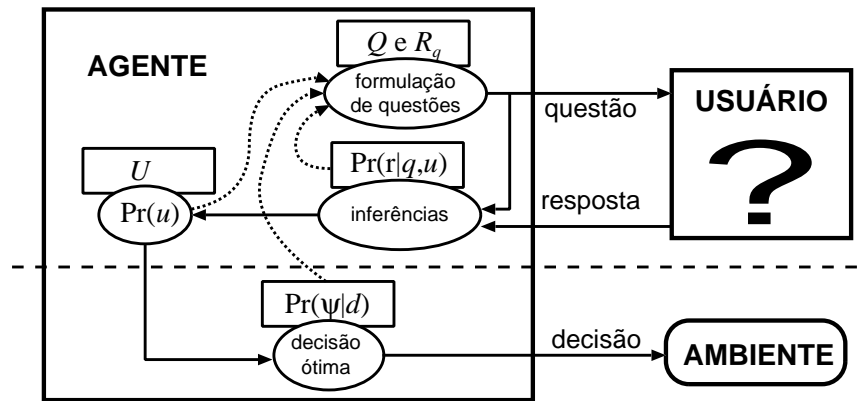 AGENTE
Q e R_q
formulação
de questões
questão
USUÁRIO
?
U
Pr(u)
Pr(r|q,u)
inferências
resposta
Pr(ψ|d)
decisão
ótima
decisão
AMBIENTE